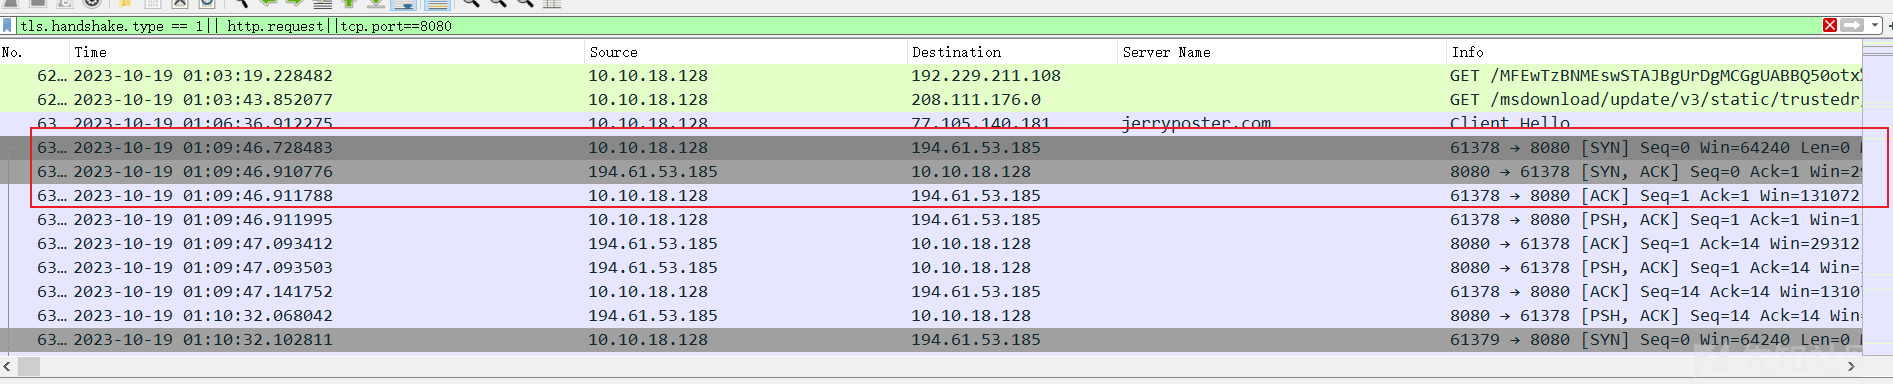 tls.handshake.type == 1|| http.request||tcp.port==8080
No. Time Source Destination Server Name Info
62… 2023-10-19 01:03:19.228482 10.10.18.128 192.229.211.108 GET /MFEwTzBNMEswSTAJBgUrDgMCGgUABBQ50otx
62… 2023-10-19 01:03:43.852077 10.10.18.128 208.111.176.0 GET /msdownload/update/v3/static/trustedr
63… 2023-10-19 01:06:36.912275 10.10.18.128 77.105.140.181 jerryposter.com Client Hello
63… 2023-10-19 01:09:46.728483 10.10.18.128 194.61.53.185 61378 → 8080 [SYN] Seq=0 Win=64240 Len=0
63… 2023-10-19 01:09:46.910776 194.61.53.185 10.10.18.128 8080 → 61378 [SYN, ACK] Seq=0 Ack=1 Win=2
63… 2023-10-19 01:09:46.911788 10.10.18.128 194.61.53.185 61378 → 8080 [ACK] Seq=1 Ack=1 Win=131072
63… 2023-10-19 01:09:46.911995 10.10.18.128 194.61.53.185 61378 → 8080 [PSH, ACK] Seq=1 Ack=1 Win=1
63… 2023-10-19 01:09:47.093412 194.61.53.185 10.10.18.128 8080 → 61378 [ACK] Seq=1 Ack=14 Win=29312
63… 2023-10-19 01:09:47.093503 194.61.53.185 10.10.18.128 8080 → 61378 [PSH, ACK] Seq=1 Ack=14 Win=
63… 2023-10-19 01:09:47.141752 10.10.18.128 194.61.53.185 61378 → 8080 [ACK] Seq=14 Ack=14 Win=1310
63… 2023-10-19 01:10:32.068042 194.61.53.185 10.10.18.128 8080 → 61378 [PSH, ACK] Seq=14 Ack=14 Win=
63… 2023-10-19 01:10:32.102811 10.10.18.128 194.61.53.185 61379 → 8080 [SYN] Seq=0 Win=64240 Len=0